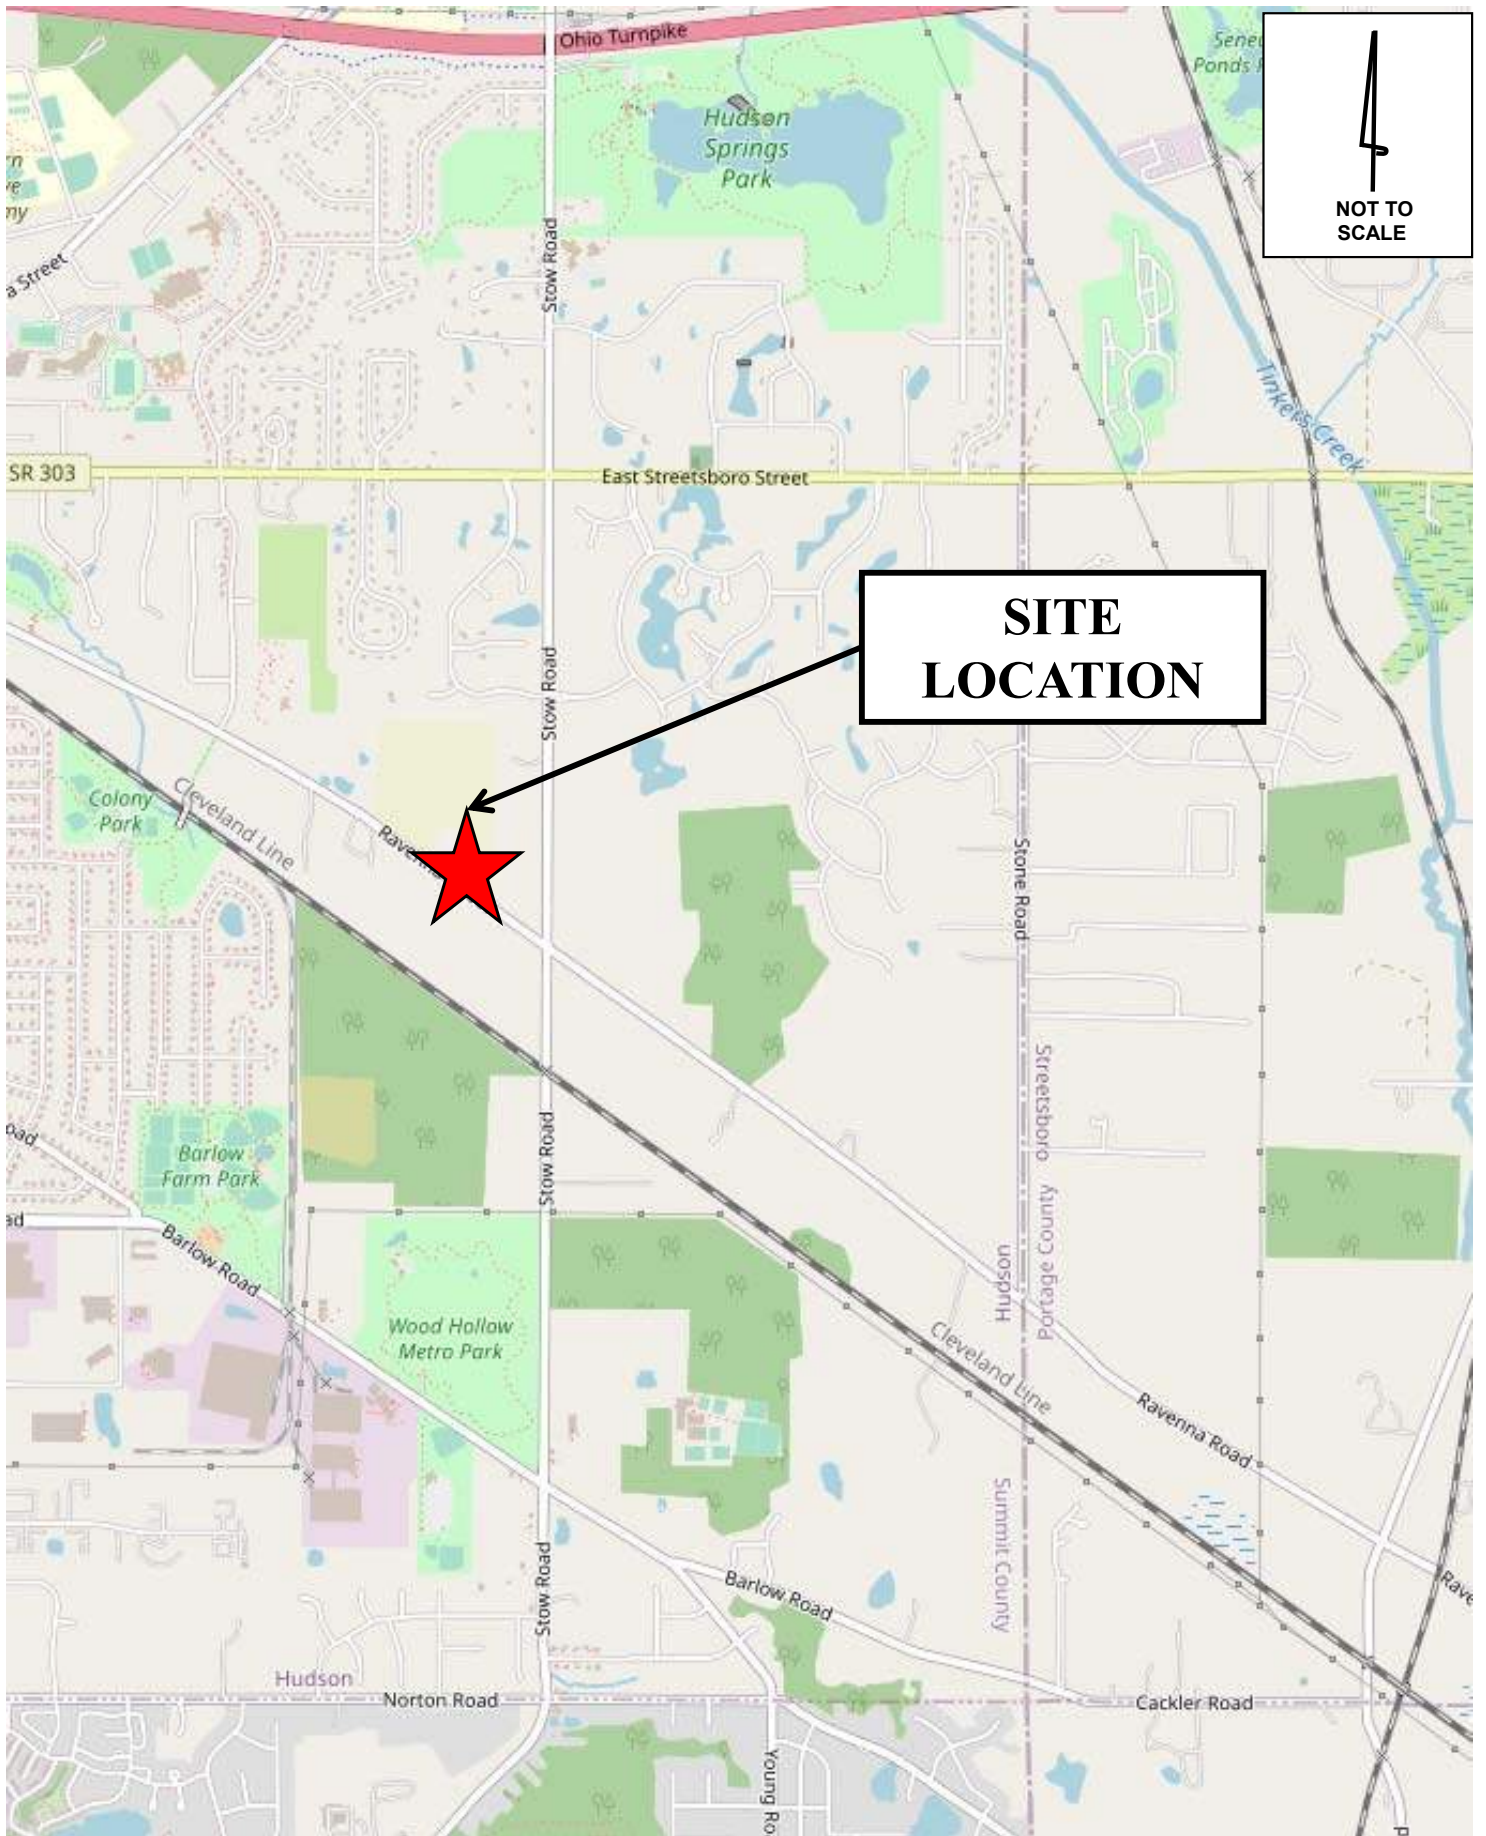 Ohio Turnpike
Hudson
Springs
Park
Ponds
NOT TO
SCALE
Stow Road
Street
Tinkers Creek
SR 303
East Streetsboro Street
SITE
LOCATION
Stow Road
Colony
Park
Cleveland Line
Stone Road
Streetsboro
Barlow
Farm Park
Stow Road
Portage County
Hudson
Barlow Road
Wood Hollow
Metro Park
Cleveland Line
Ravenna Road
Summit County
Stow Road
Barlow Road
Hudson
Norton Road
Cackler Road
Young